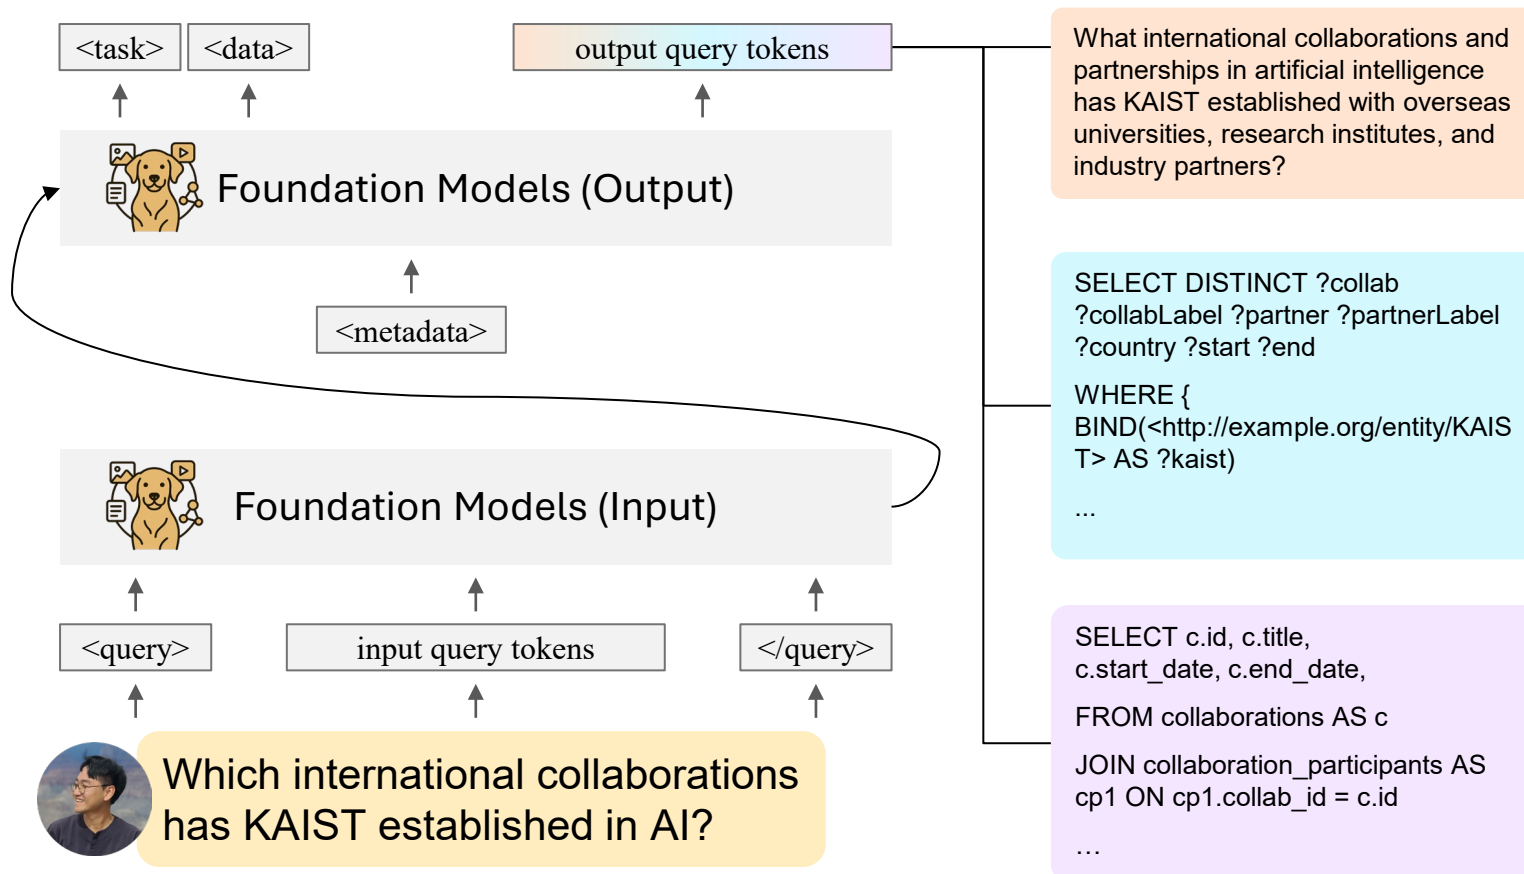 <task>
<data>
output query tokens
Foundation Models (Output)
<metadata>
Foundation Models (Input)
<query>
input query tokens
</query>
Which international collaborations
has KAIST established in AI?
What international collaborations and
partnerships in artificial intelligence
has KAIST established with overseas
universities, research institutes, and
industry partners?
SELECT DISTINCT ?collab
?collabLabel ?partner ?partnerLabel
?country ?start ?end
WHERE {
BIND(<http://example.org/entity/KAIS
T> AS ?kaist)
...
SELECT c.id, c.title,
c.start_date, c.end_date,
FROM collaborations AS c
JOIN collaboration_participants AS
cp1 ON cp1.collab_id = c.id
…